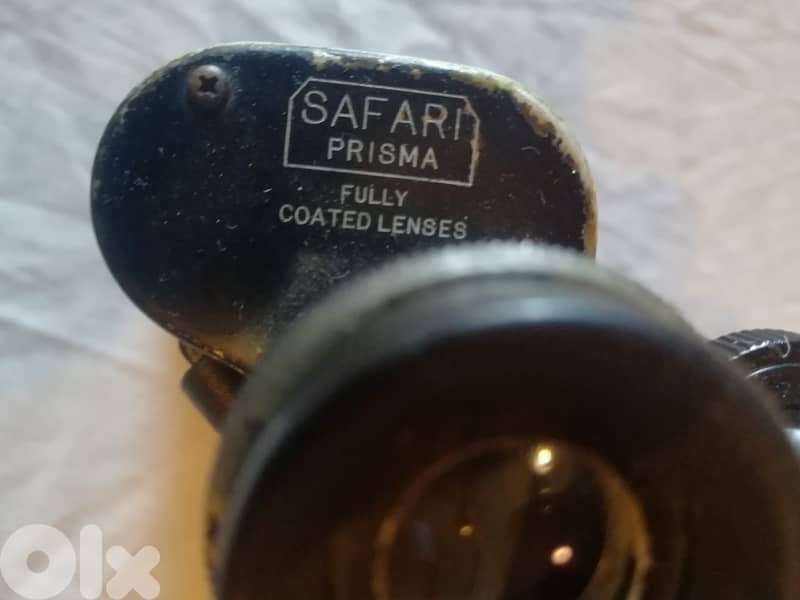 SAFARI
PRISMA
FULLY
COATED LENSES
olx